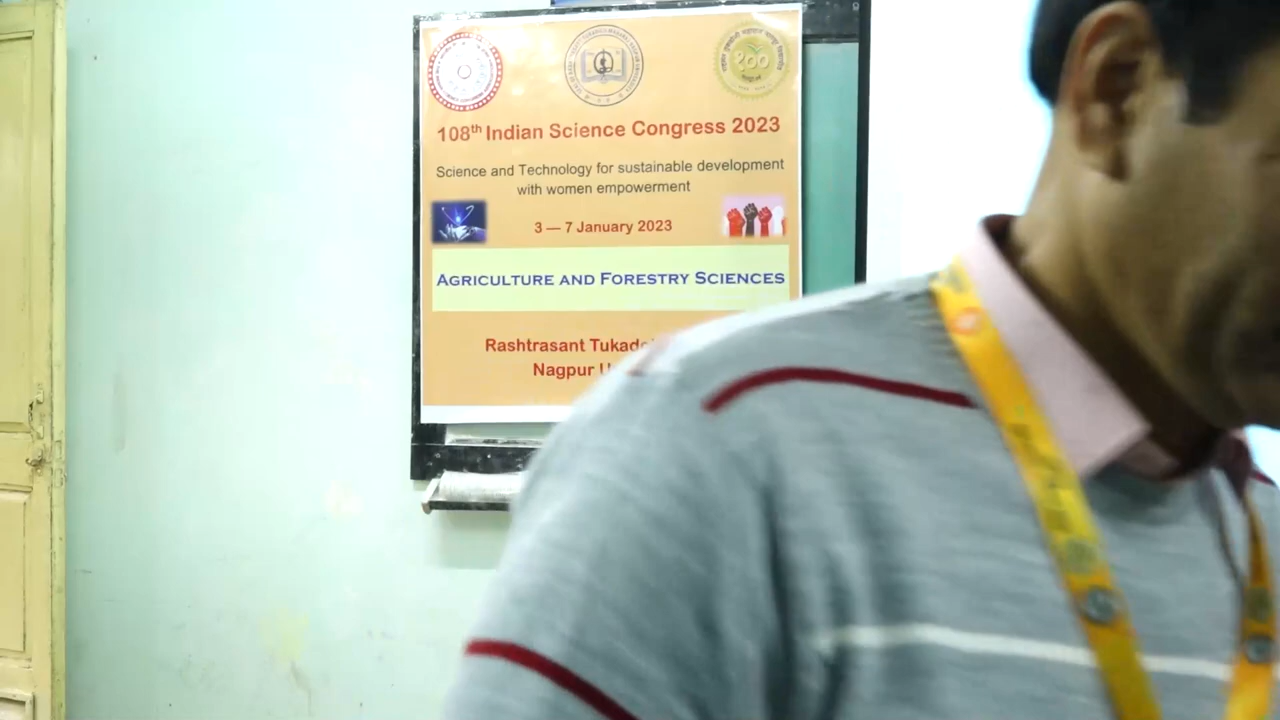 १००
108th Indian Science Congress 2023
Science and Technology for sustainable development
with women empowerment
3 — 7 January 2023
AGRICULTURE AND FORESTRY SCIENCES
Rashtrasant
Nagpur